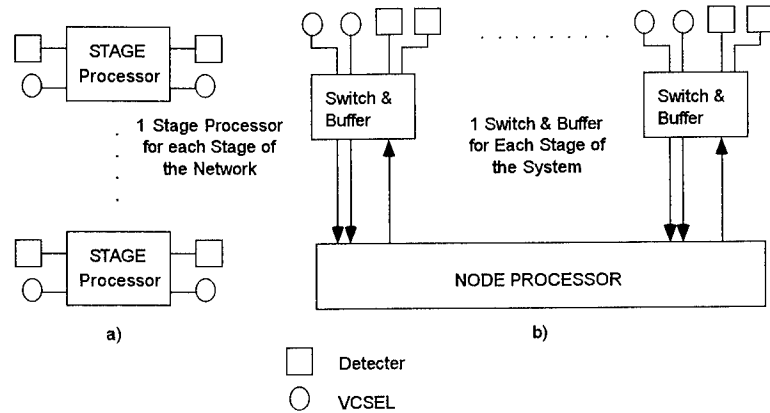 STAGE
Processor
1 Stage Processor
for each Stage of
the Network
STAGE
Processor
a)
Switch &
Buffer
1 Switch & Buffer
for Each Stage of
the System
Switch &
Buffer
NODE PROCESSOR
b)
Detecter
VCSEL